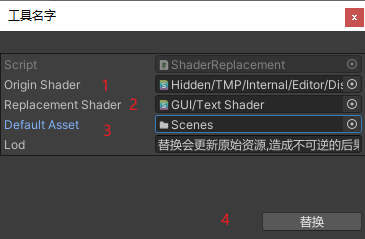 工具名字
x
Script ShaderReplacement
Origin Shader 1 Hidden/TMP/Internal/Editor/Dis
Replacement Shader 2 GUI/Text Shader
Default Asset 3 Scenes
Lod 替换会更新原始资源,造成不可逆的后果
4 替换